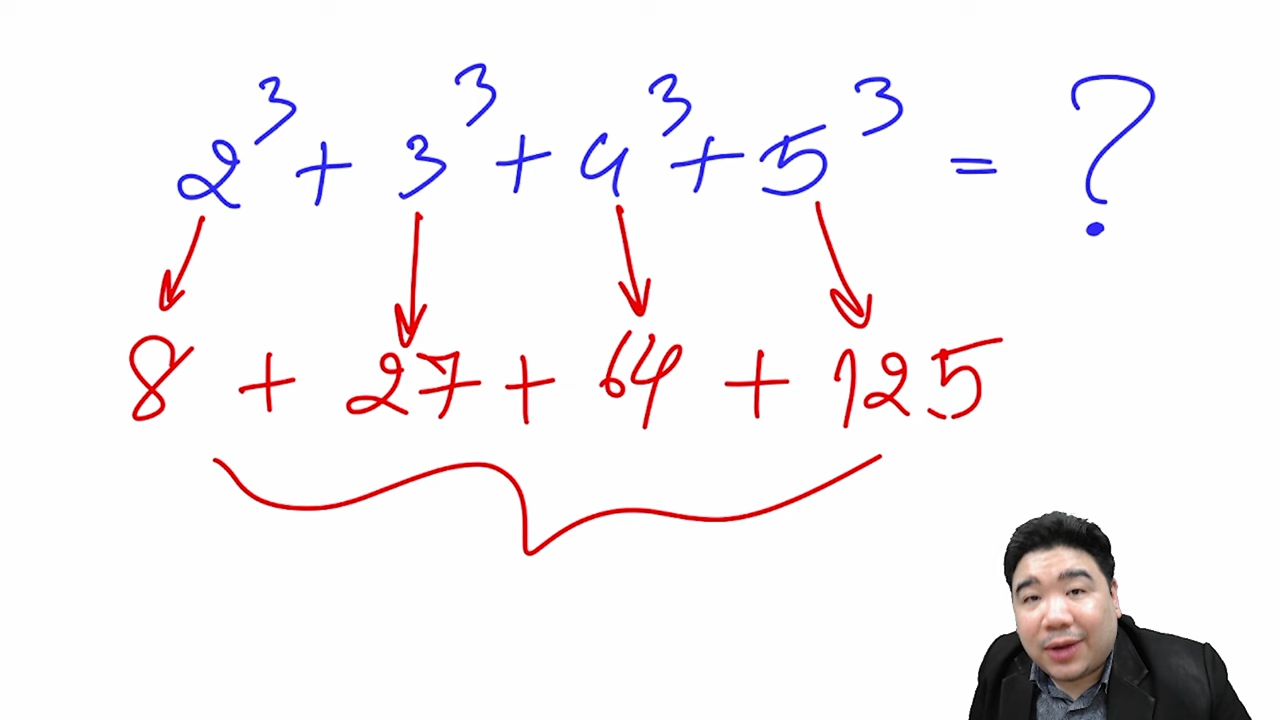 2³ + 3³ + 4³ + 5³ = ?
8 + 27 + 64 + 125